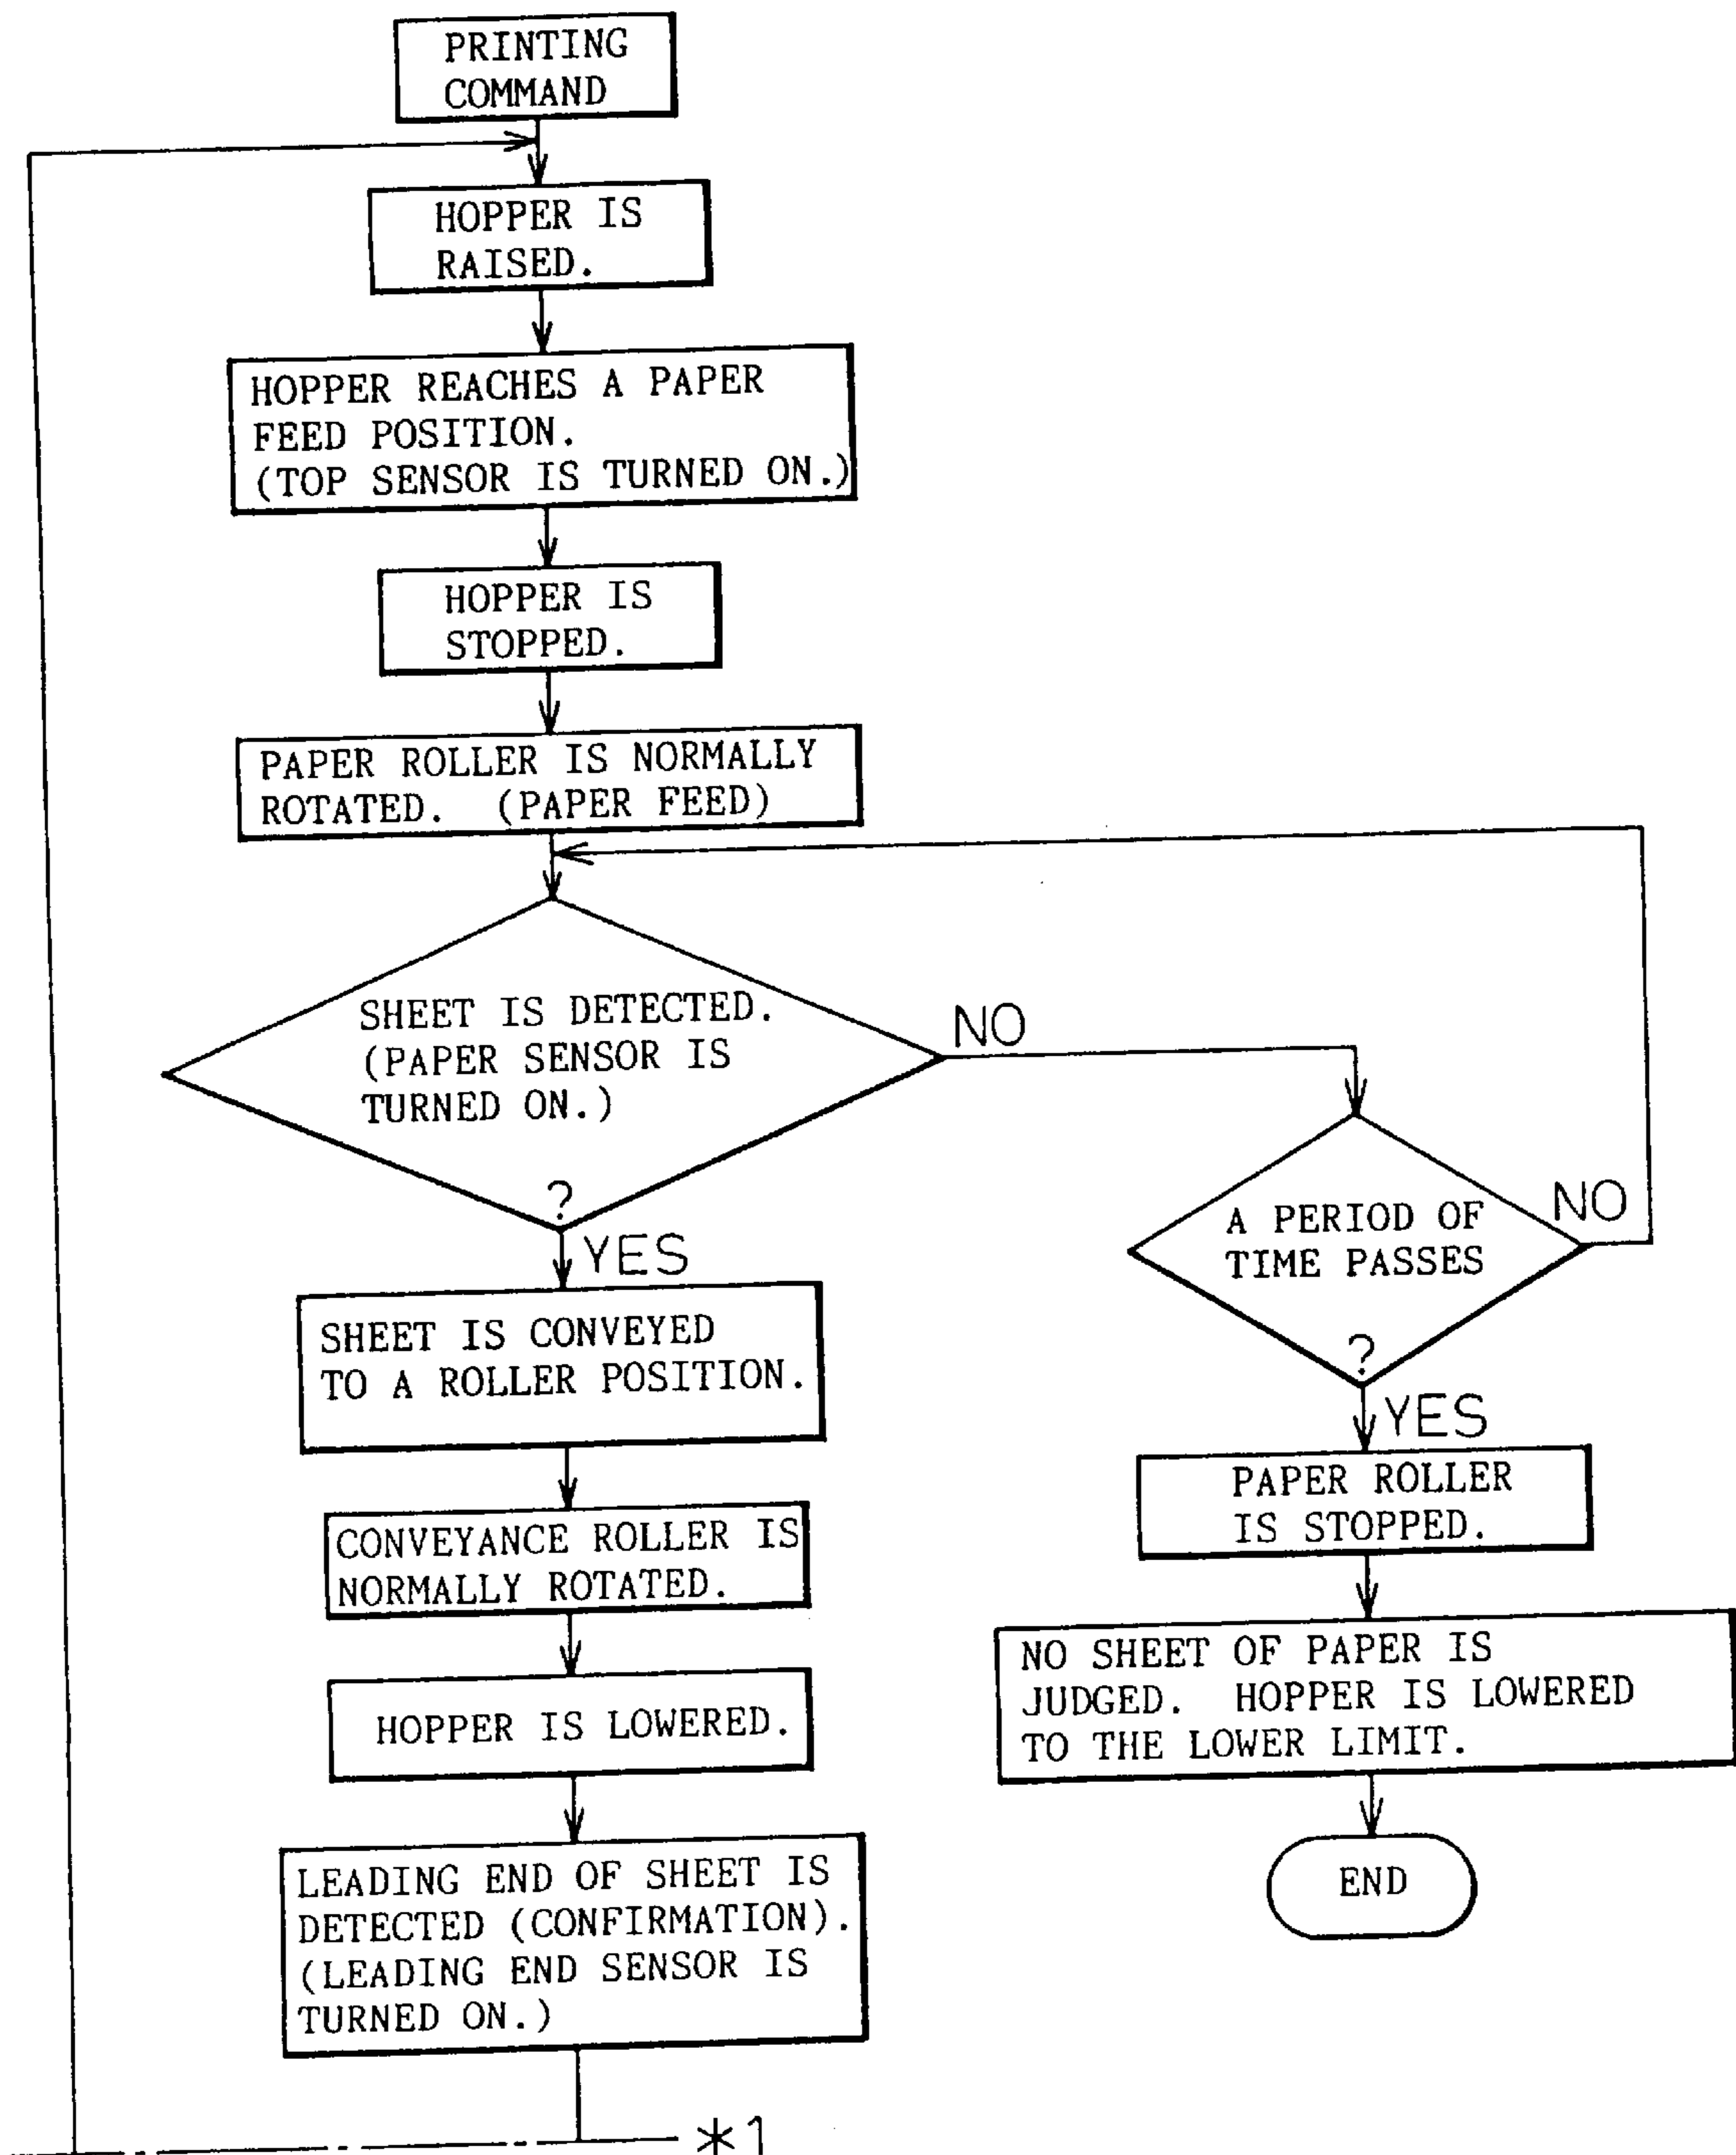 PRINTING
COMMAND
HOPPER IS
RAISED.
HOPPER REACHES A PAPER
FEED POSITION.
(TOP SENSOR IS TURNED ON.)
HOPPER IS
STOPPED.
PAPER ROLLER IS NORMALLY
ROTATED. (PAPER FEED)
SHEET IS DETECTED.
(PAPER SENSOR IS
TURNED ON.)
?
NO
YES
A PERIOD OF
TIME PASSES
?
NO
YES
SHEET IS CONVEYED
TO A ROLLER POSITION.
CONVEYANCE ROLLER IS
NORMALLY ROTATED.
HOPPER IS LOWERED.
LEADING END OF SHEET IS
DETECTED (CONFIRMATION).
(LEADING END SENSOR IS
TURNED ON.)
PAPER ROLLER
IS STOPPED.
NO SHEET OF PAPER IS
JUDGED. HOPPER IS LOWERED
TO THE LOWER LIMIT.
END
*1